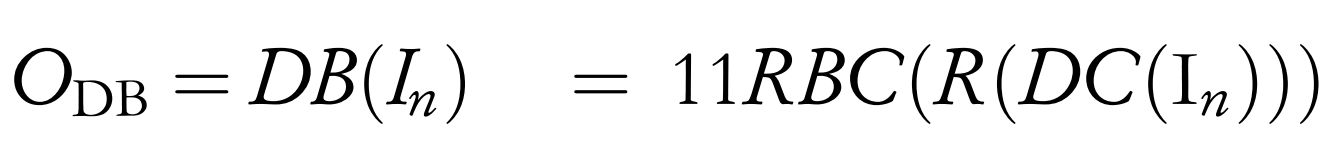 O_DB = DB(I_n) = 11RBC(R(DC(I_n)))